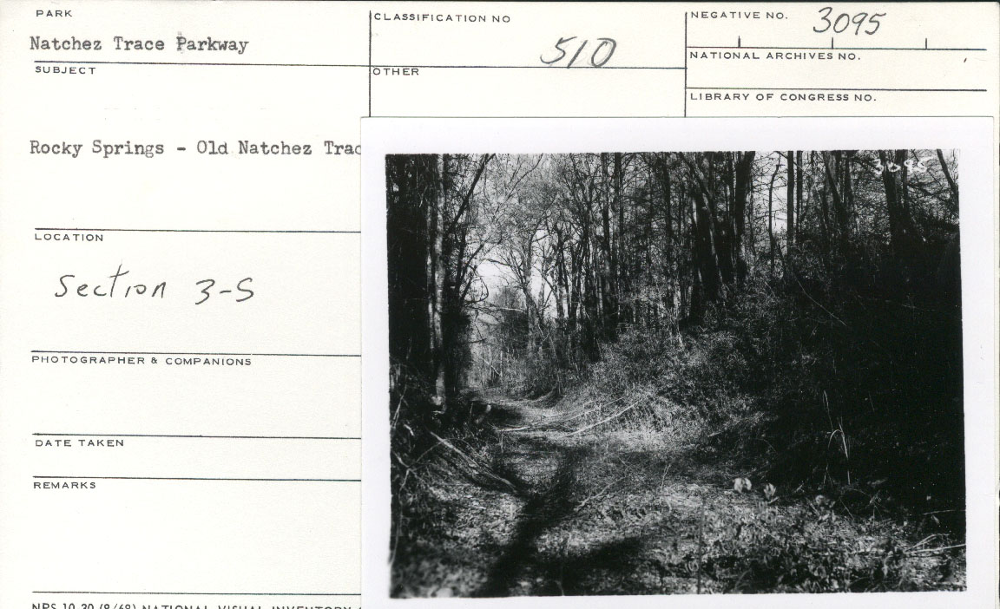 PARK
Natchez Trace Parkway
CLASSIFICATION NO
510
NEGATIVE NO. 3095
NATIONAL ARCHIVES NO.
SUBJECT
OTHER
LIBRARY OF CONGRESS NO.
Rocky Springs - Old Natchez Trac
3095
LOCATION
Section 3-S
PHOTOGRAPHER & COMPANIONS
DATE TAKEN
REMARKS
NPS 10-30 (9/68) NATIONAL VISUAL INVENTORY